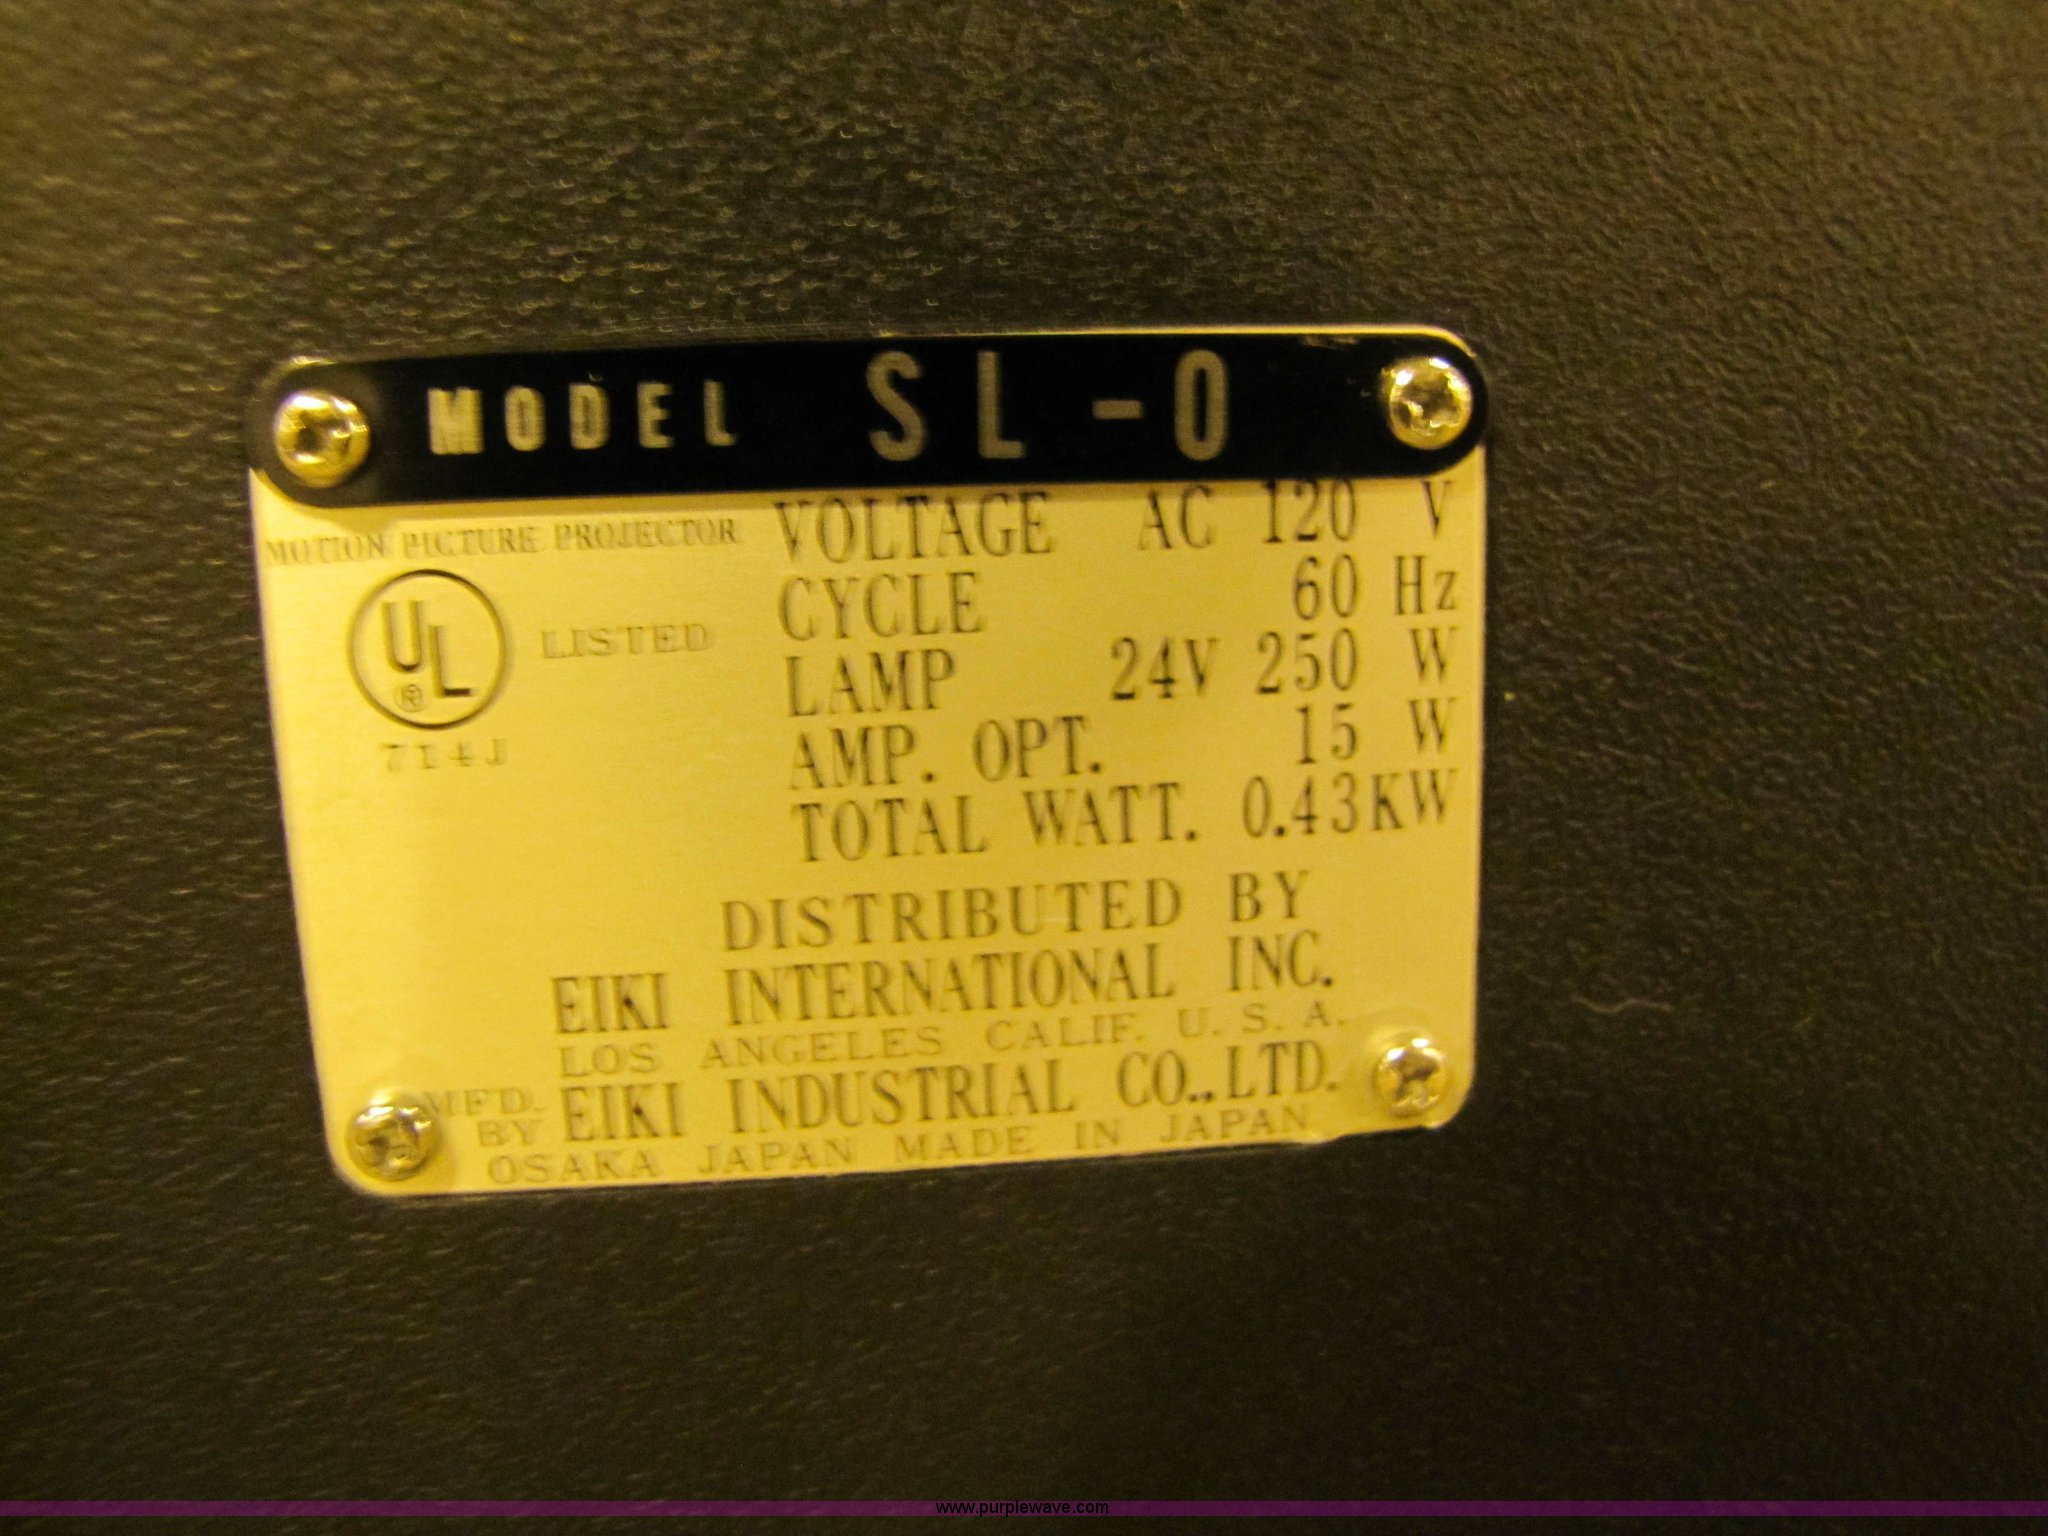 MODEL SL-0
MOTION PICTURE PROJECTOR
UL ® LISTED
714J
VOLTAGE AC 120 V
CYCLE 60 Hz
LAMP 24V 250 W
AMP. OPT. 15 W
TOTAL WATT. 0.43KW
DISTRIBUTED BY
EIKI INTERNATIONAL INC.
LOS ANGELES CALIF. U.S.A.
MFD. BY EIKI INDUSTRIAL CO.,LTD.
OSAKA JAPAN MADE IN JAPAN
www.purplewave.com